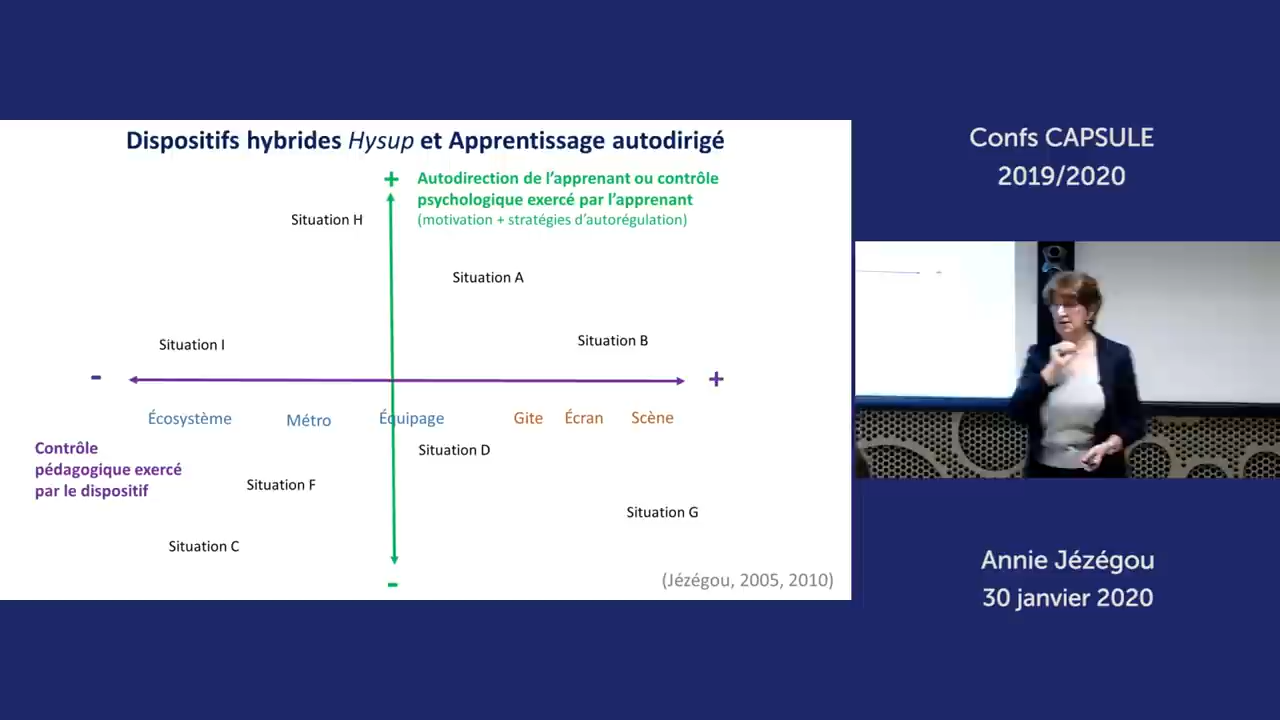 Dispositifs hybrides Hysup et Apprentissage autodirigé
+
Autodirection de l'apprenant ou contrôle
psychologique exercé par l'apprenant
(motivation + stratégies d'autorégulation)
Situation H
Situation A
Situation I
Situation B
-
+
Écosystème
Métro
Équipage
Gite
Écran
Scène
Contrôle
pédagogique exercé
par le dispositif
Situation D
Situation F
Situation G
Situation C
-
(Jézégou, 2005, 2010)
Confs CAPSULE
2019/2020
Annie Jézégou
30 janvier 2020